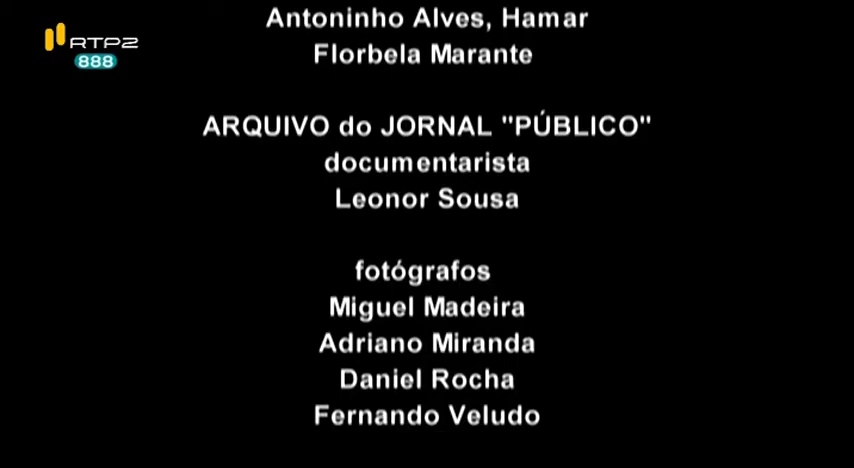 Antoninho Alves, Hamar
RTP2
Florbela Marante
888
ARQUIVO do JORNAL "PÚBLICO"
documentarista
Leonor Sousa
fotógrafos
Miguel Madeira
Adriano Miranda
Daniel Rocha
Fernando Veludo